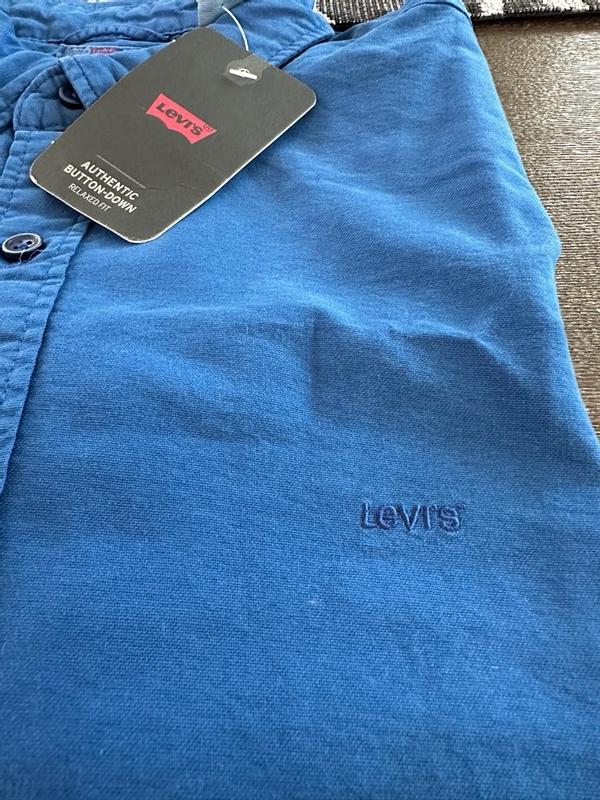 Levi's
AUTHENTIC
BUTTON-DOWN
RELAXED FIT
Levi's